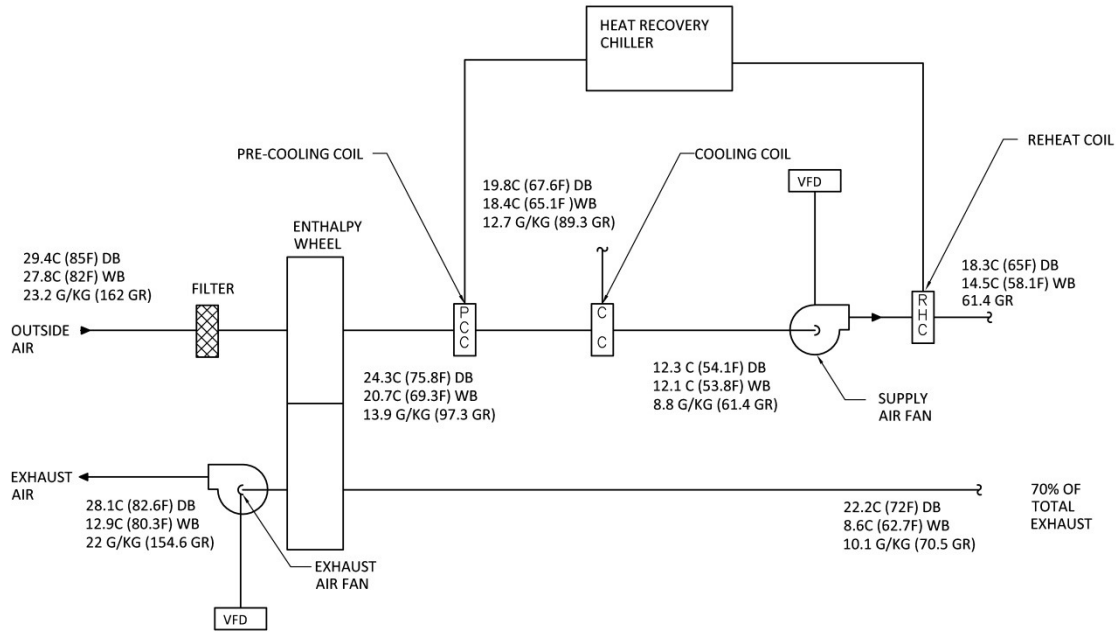 HEAT RECOVERY
CHILLER
PRE-COOLING COIL
COOLING COIL
REHEAT COIL
19.8C (67.6F) DB
18.4C (65.1F )WB
12.7 G/KG (89.3 GR)
VFD
ENTHALPY
WHEEL
29.4C (85F) DB
27.8C (82F) WB
23.2 G/KG (162 GR)
FILTER
18.3C (65F) DB
14.5C (58.1F) WB
61.4 GR
OUTSIDE
AIR
PCC
CC
RHC
24.3C (75.8F) DB
20.7C (69.3F) WB
13.9 G/KG (97.3 GR)
12.3 C (54.1F) DB
12.1 C (53.8F) WB
8.8 G/KG (61.4 GR)
SUPPLY
AIR FAN
EXHAUST
AIR
28.1C (82.6F) DB
12.9C (80.3F) WB
22 G/KG (154.6 GR)
EXHAUST
AIR FAN
VFD
22.2C (72F) DB
8.6C (62.7F) WB
10.1 G/KG (70.5 GR)
70% OF
TOTAL
EXHAUST